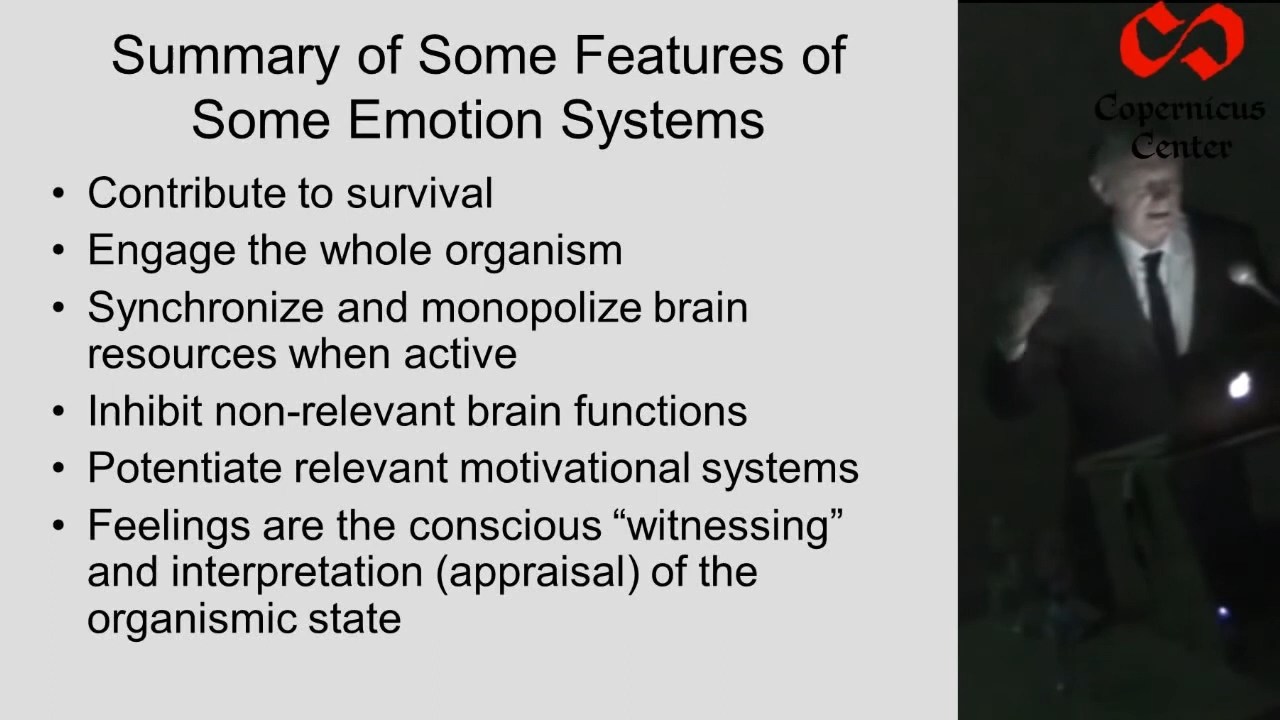 Summary of Some Features of
Some Emotion Systems
• Contribute to survival
• Engage the whole organism
• Synchronize and monopolize brain
resources when active
• Inhibit non-relevant brain functions
• Potentiate relevant motivational systems
• Feelings are the conscious “witnessing”
and interpretation (appraisal) of the
organismic state
Copernicus
Center